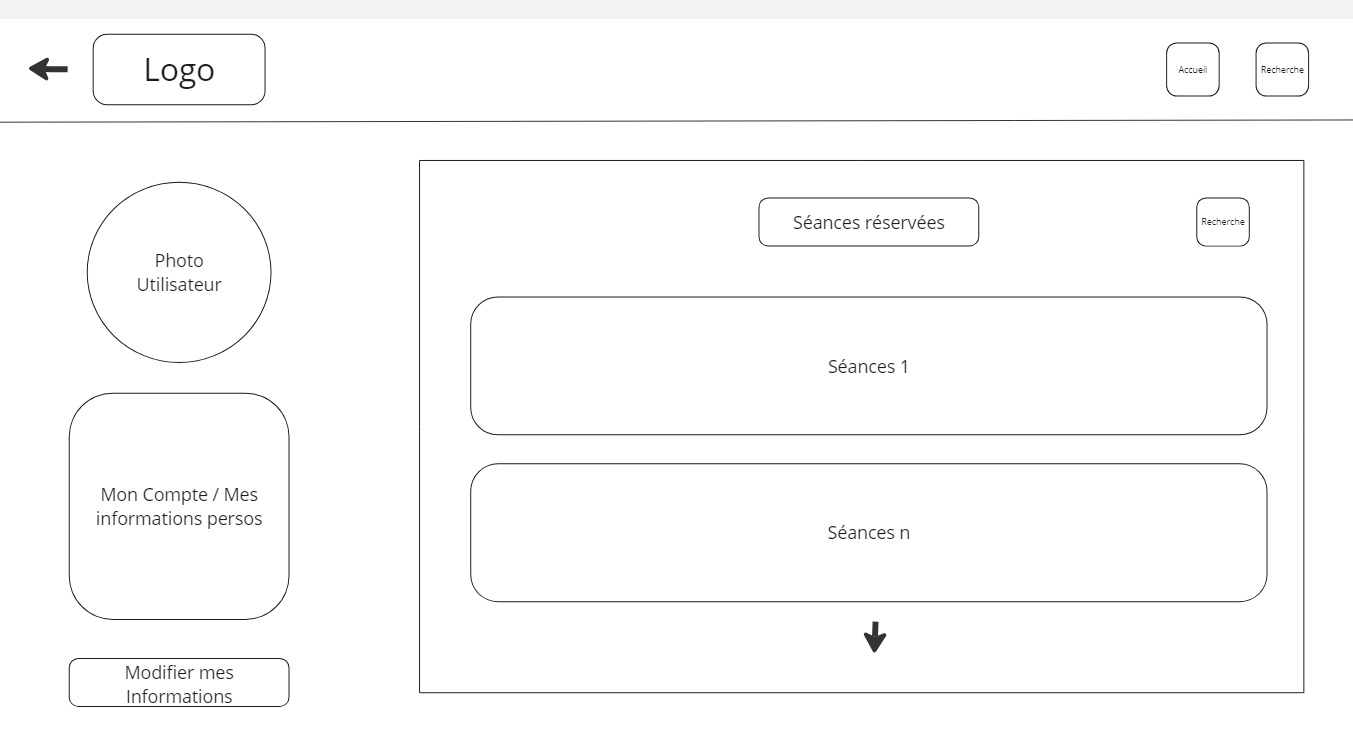 Logo
Accueil
Recherche
Photo
Utilisateur
Mon Compte / Mes
informations persos
Modifier mes
Informations
Séances réservées
Recherche
Séances 1
Séances n